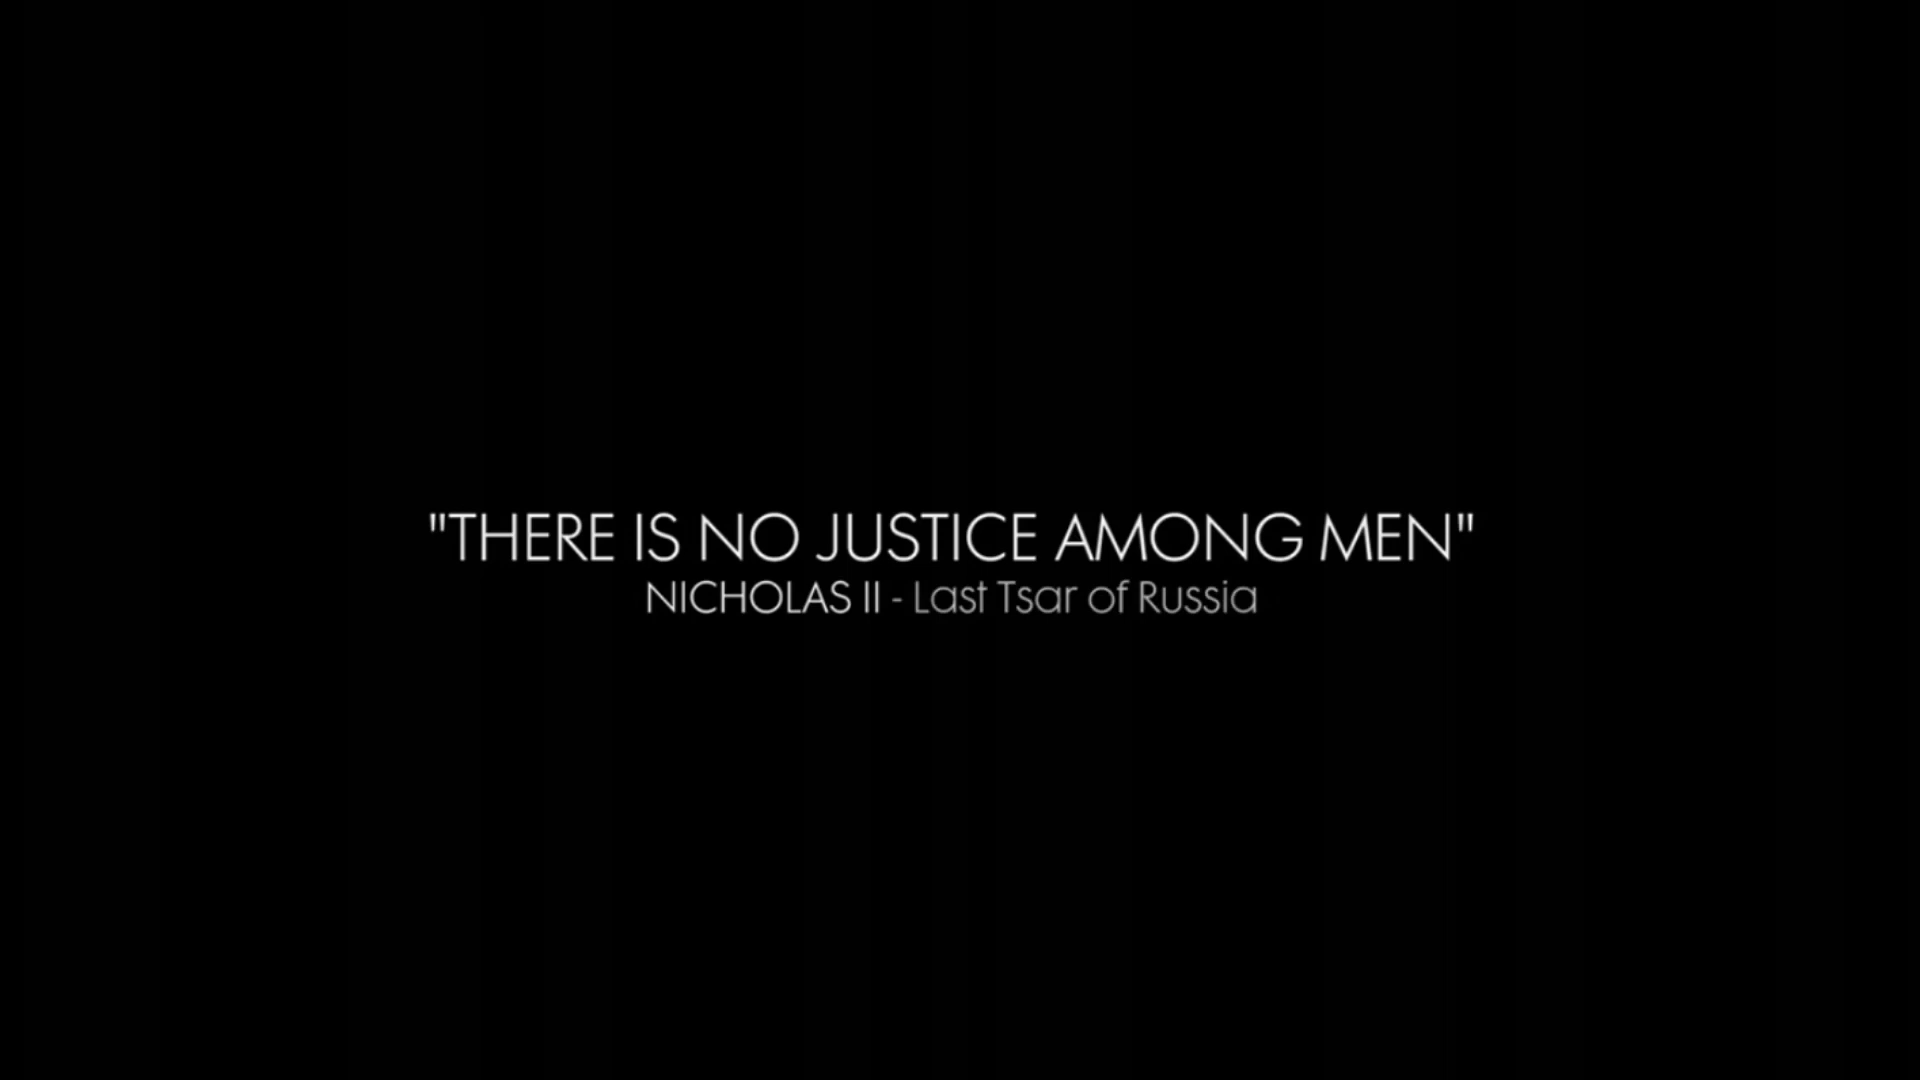 "THERE IS NO JUSTICE AMONG MEN"
NICHOLAS II - Last Tsar of Russia